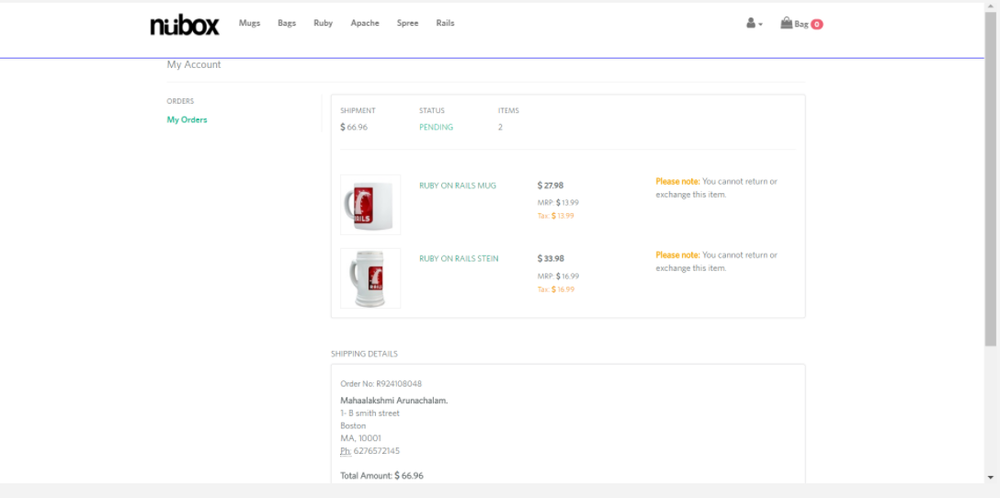 nübox Mugs Bags Ruby Apache Spree Rails Bag 0
My Account
ORDERS
My Orders
SHIPMENT STATUS ITEMS
$ 66.96 PENDING 2
RUBY ON RAILS MUG
$ 27.98
MRP: $ 13.99
Tax: $ 13.99
Please note: You cannot return or
exchange this item.
RAILS
RUBY ON RAILS STEIN
$ 33.98
MRP: $ 16.99
Tax: $ 16.99
Please note: You cannot return or
exchange this item.
RAILS
SHIPPING DETAILS
Order No: R924108048
Mahaalakshmi Arunachalam.
1- B smith street
Boston
MA, 10001
Ph: 6276572145
Total Amount: $ 66.96